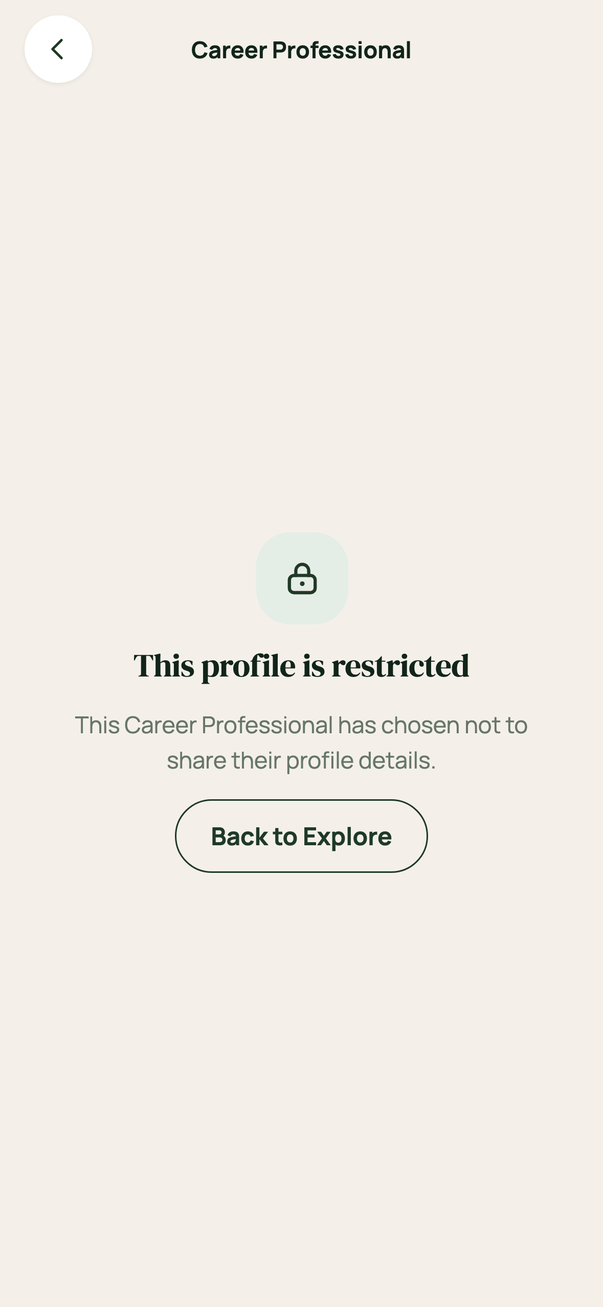 Career Professional
This profile is restricted
This Career Professional has chosen not to
share their profile details.
Back to Explore